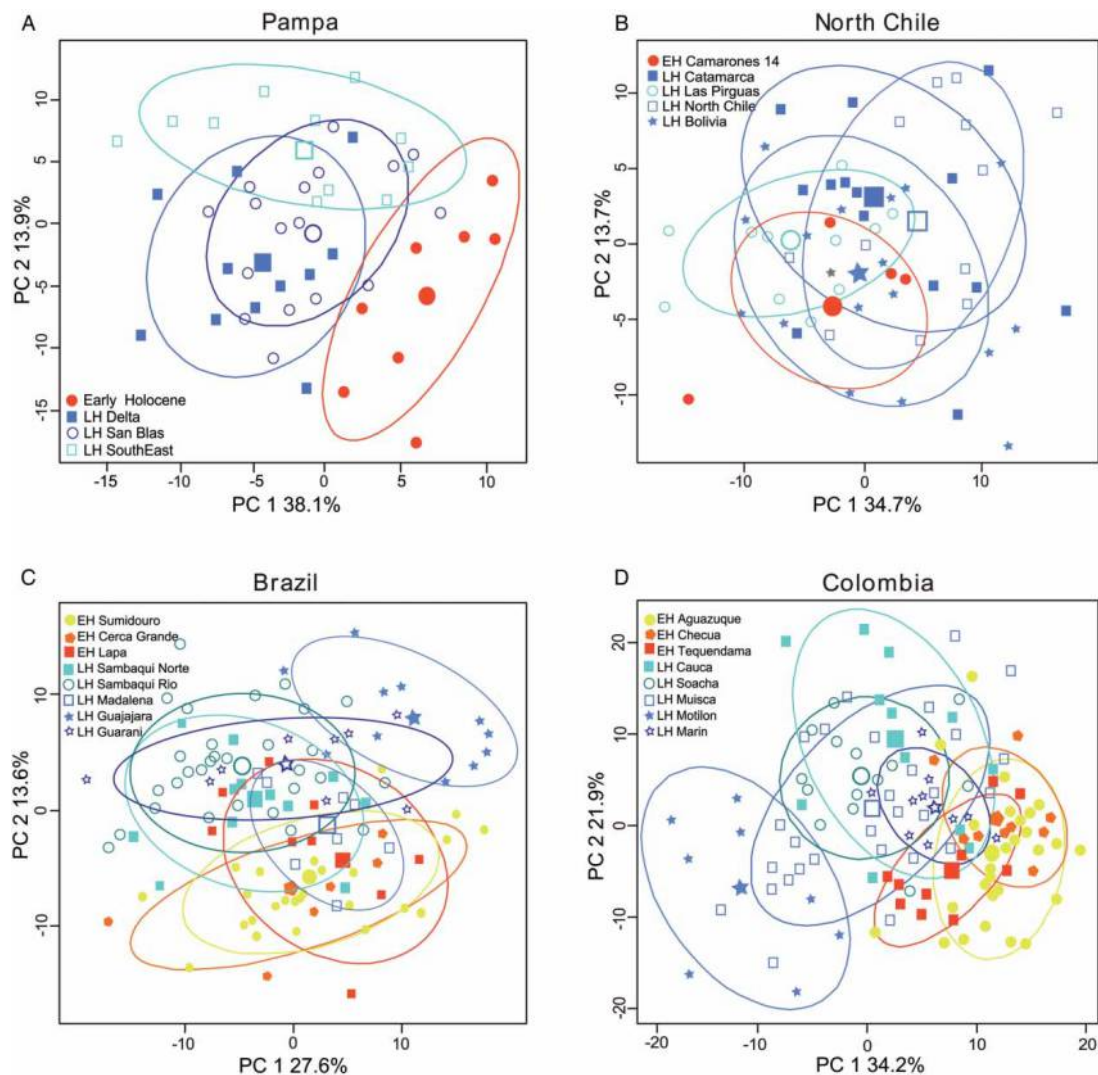 A
Pampa
10
5
0
-5
-10
-15
PC 2 13.9%
Early Holocene
LH Delta
LH San Blas
LH SouthEast
-15
-10
-5
0
5
10
PC 1 38.1%
B
North Chile
EH Camarones 14
LH Catamarca
LH Las Pirguas
LH North Chile
LH Bolivia
10
5
0
-5
-10
PC 2 13.7%
-10
0
10
PC 1 34.7%
C
Brazil
EH Sumidouro
EH Cerca Grande
EH Lapa
LH Sambaqui Norte
LH Sambaqui Rio
LH Madalena
LH Guajajara
LH Guarani
10
0
-10
PC 2 13.6%
-10
0
10
PC 1 27.6%
D
Colombia
EH Aguazuque
EH Checua
EH Tequendama
LH Cauca
LH Soacha
LH Muisca
LH Motilon
LH Marin
20
10
0
-10
-20
PC 2 21.9%
-20
-10
0
10
20
PC 1 34.2%